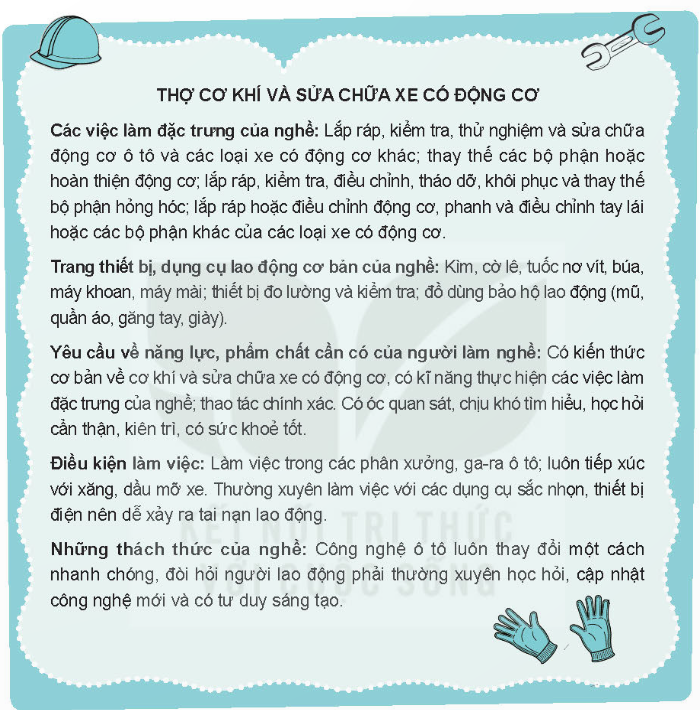 THỢ CƠ KHÍ VÀ SỬA CHỮA XE CÓ ĐỘNG CƠ
Các việc làm đặc trưng của nghề: Lắp ráp, kiểm tra, thử nghiệm và sửa chữa
động cơ ô tô và các loại xe có động cơ khác; thay thế các bộ phận hoặc
hoàn thiện động cơ; lắp ráp, kiểm tra, điều chỉnh, tháo dỡ, khôi phục và thay thế
bộ phận hỏng hóc; lắp ráp hoặc điều chỉnh động cơ, phanh và điều chỉnh tay lái
hoặc các bộ phận khác của các loại xe có động cơ.
Trang thiết bị, dụng cụ lao động cơ bản của nghề: Kìm, cờ lê, tuốc nơ vít, búa,
máy khoan, máy mài; thiết bị đo lường và kiểm tra; đồ dùng bảo hộ lao động (mũ,
quần áo, găng tay, giày).
Yêu cầu về năng lực, phẩm chất cần có của người làm nghề: Có kiến thức
cơ bản về cơ khí và sửa chữa xe có động cơ, có kĩ năng thực hiện các việc làm
đặc trưng của nghề; thao tác chính xác. Có óc quan sát, chịu khó tìm hiểu, học hỏi
cẩn thận, kiên trì, có sức khoẻ tốt.
Điều kiện làm việc: Làm việc trong các phân xưởng, ga-ra ô tô; luôn tiếp xúc
với xăng, dầu mỡ xe. Thường xuyên làm việc với các dụng cụ sắc nhọn, thiết bị
điện nên dễ xảy ra tai nạn lao động.
Những thách thức của nghề: Công nghệ ô tô luôn thay đổi một cách
nhanh chóng, đòi hỏi người lao động phải thường xuyên học hỏi, cập nhật
công nghệ mới và có tư duy sáng tạo.
KẾT NỐI TRI THỨC
VỚI CUỘC SỐNG